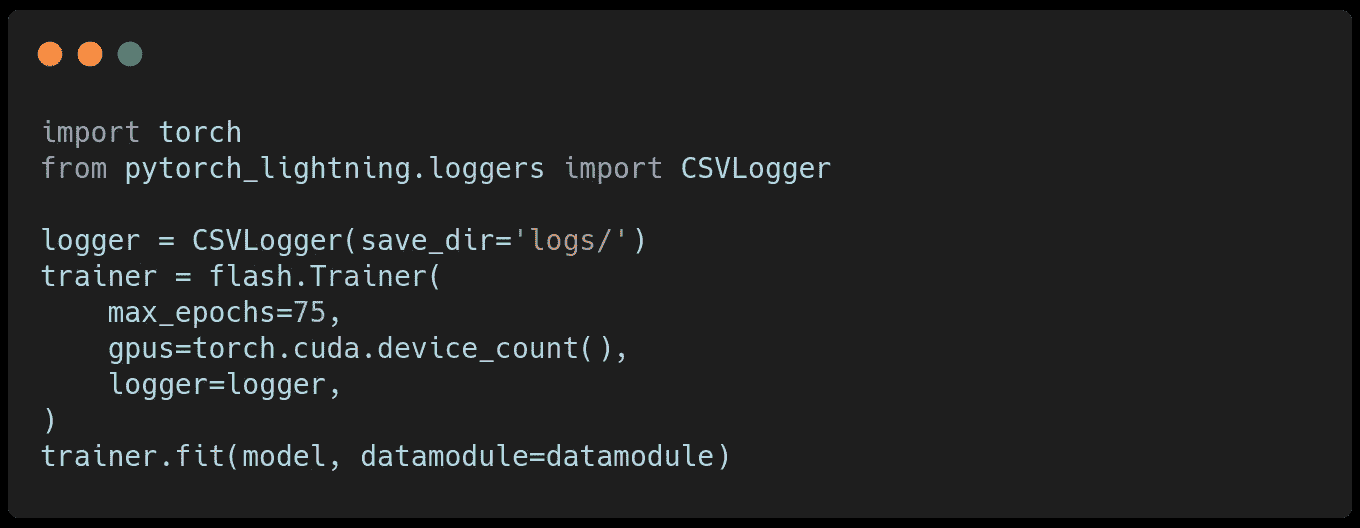 import torch
from pytorch_lightning.loggers import CSVLogger

logger = CSVLogger(save_dir='logs/')
trainer = flash.Trainer(
    max_epochs=75,
    gpus=torch.cuda.device_count(),
    logger=logger,
)
trainer.fit(model, datamodule=datamodule)